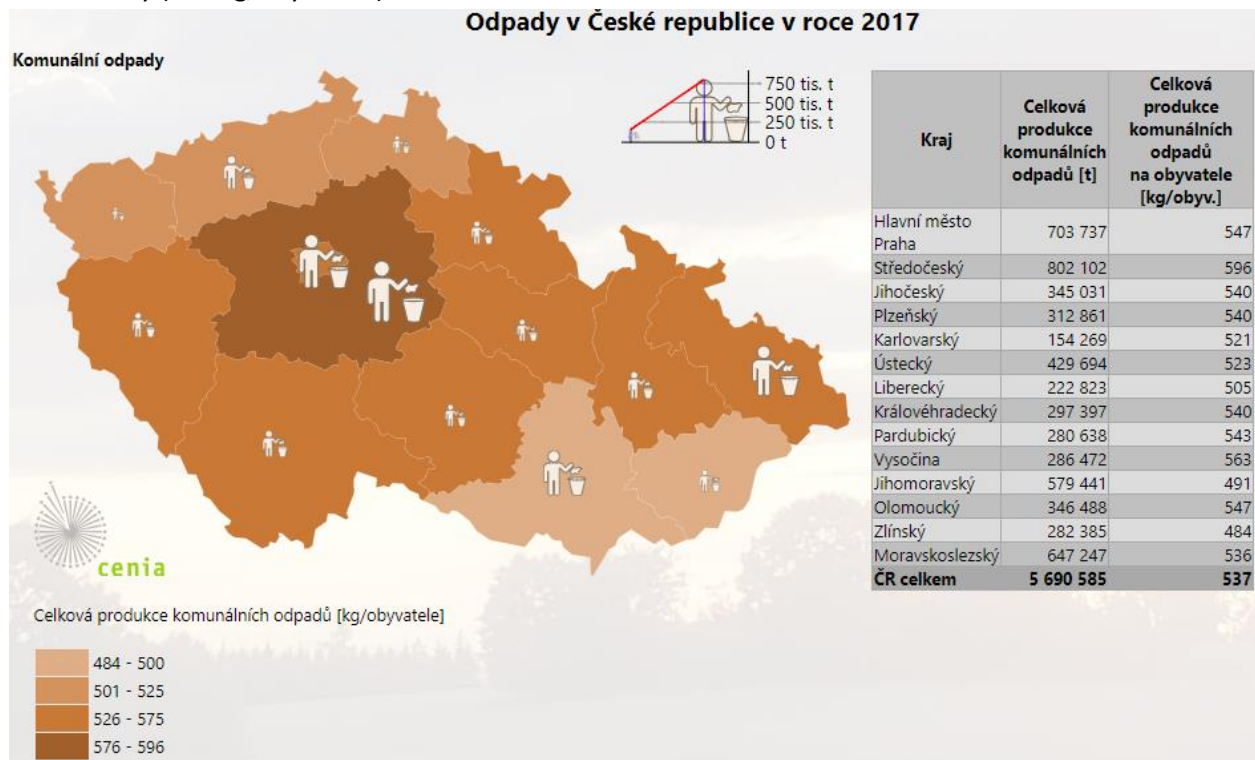 Odpady v České republice v roce 2017
Komunální odpady
750 tis. t
500 tis. t
250 tis. t
0 t
Kraj Celková produkce komunálních odpadů [t] Celková produkce komunálních odpadů na obyvatele [kg/obyv.]
Hlavní město Praha 703 737 547
Středočeský 802 102 596
Jihočeský 345 031 540
Plzeňský 312 861 540
Karlovarský 154 269 521
Ústecký 429 694 523
Liberecký 222 823 505
Královéhradecký 297 397 540
Pardubický 280 638 543
Vysočina 286 472 563
Jihomoravský 579 441 491
Olomoucký 346 488 547
Zlínský 282 385 484
Moravskoslezský 647 247 536
ČR celkem 5 690 585 537
cenia
Celková produkce komunálních odpadů [kg/obyvatele]
484 - 500
501 - 525
526 - 575
576 - 596